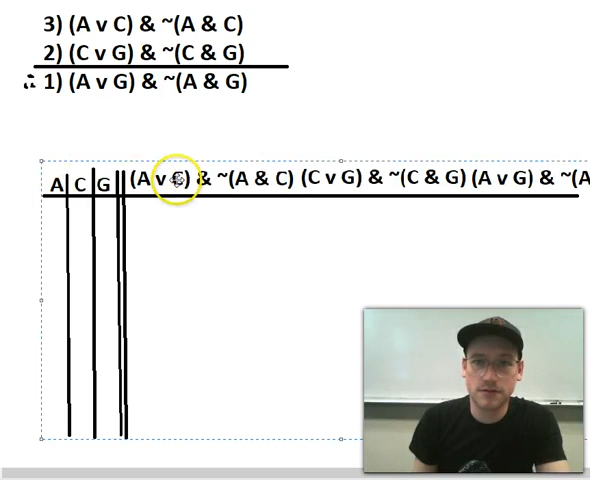 3) (A v C) & ~(A & C)
2) (C v G) & ~(C & G)
∴ 1) (A v G) & ~(A & G)
A C G (A v C) & ~(A & C) (C v G) & ~(C & G) (A v G) & ~(A